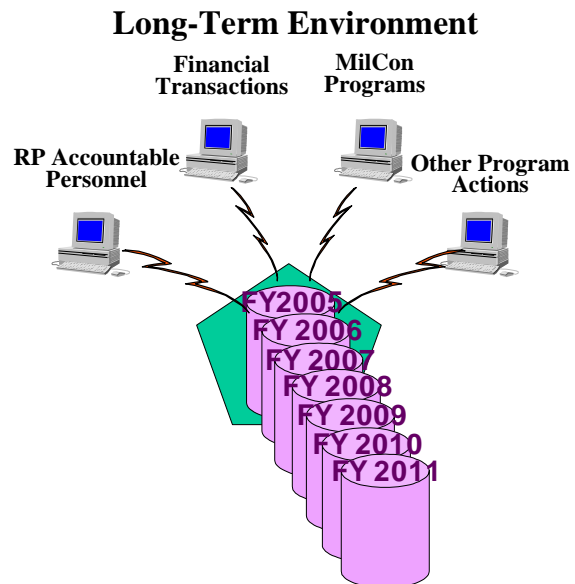 Long-Term Environment
Financial
Transactions
MilCon
Programs
RP Accountable
Personnel
Other Program
Actions
FY2005
FY 2006
FY 2007
FY 2008
FY 2009
FY 2010
FY 2011